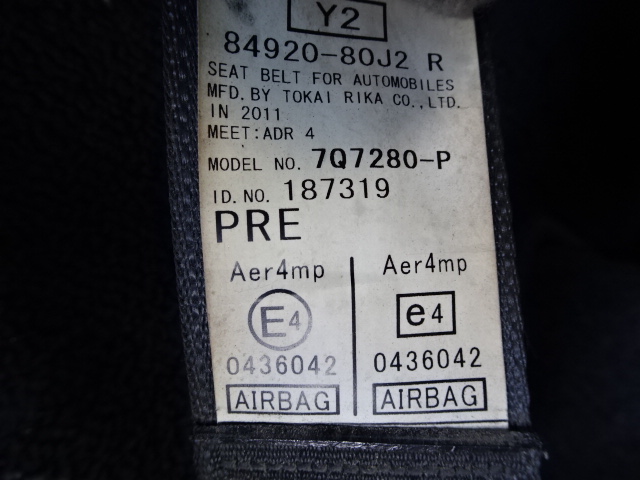 Y2
84920-80J2 R
SEAT BELT FOR AUTOMOBILES
MFD. BY TOKAI RIKA CO., LTD.
IN 2011
MEET:ADR 4
MODEL NO. 7Q7280-P
ID. NO. 187319
PRE
Aer4mp Aer4mp
E4 e4
0436042 0436042
AIRBAG AIRBAG